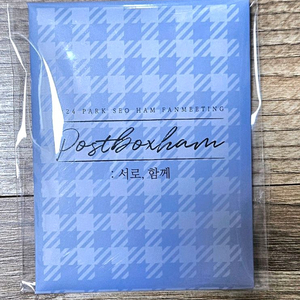 24 PARK SEO HAM FANMEETING
Postboxham
: 서로, 함께